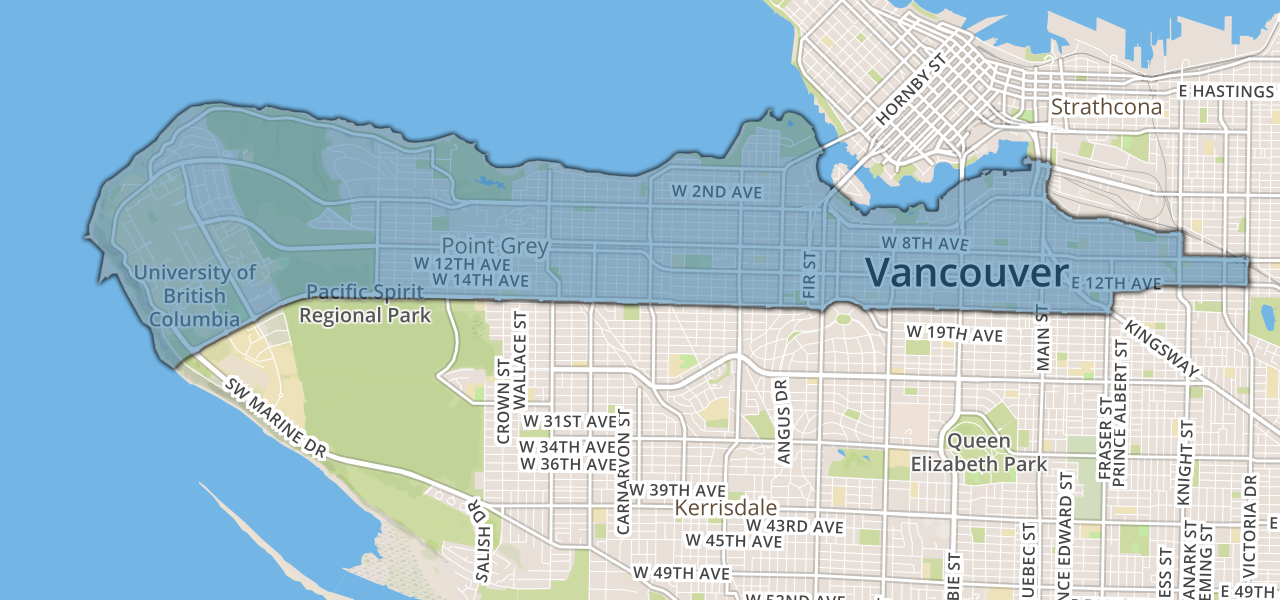 HORNBY ST
E HASTINGS
Strathcona
W 2ND AVE
Point Grey
W 8TH AVE
W 12TH AVE
W 14TH AVE
FIR ST
Vancouver
E 12TH AVE
University of
British
Columbia
Pacific Spirit
Regional Park
W 19TH AVE
MAIN ST
KINGSWAY
WALLACE ST
CROWN ST
SW MARINE DR
ANGUS DR
FRASER ST
PRINCE ALBERT ST
W 31ST AVE
CARNARVON ST
W 34TH AVE
W 36TH AVE
Queen
Elizabeth Park
KNIGHT ST
W 39TH AVE
Kerrisdale
W 43RD AVE
W 45TH AVE
SALISH DR
VICTORIA DR
W 49TH AVE
BIE ST
UEBEC ST
NCE EDWARD ST
ESS ST
ANARK ST
EMING ST
E
E 49TH
W 53ND AVE